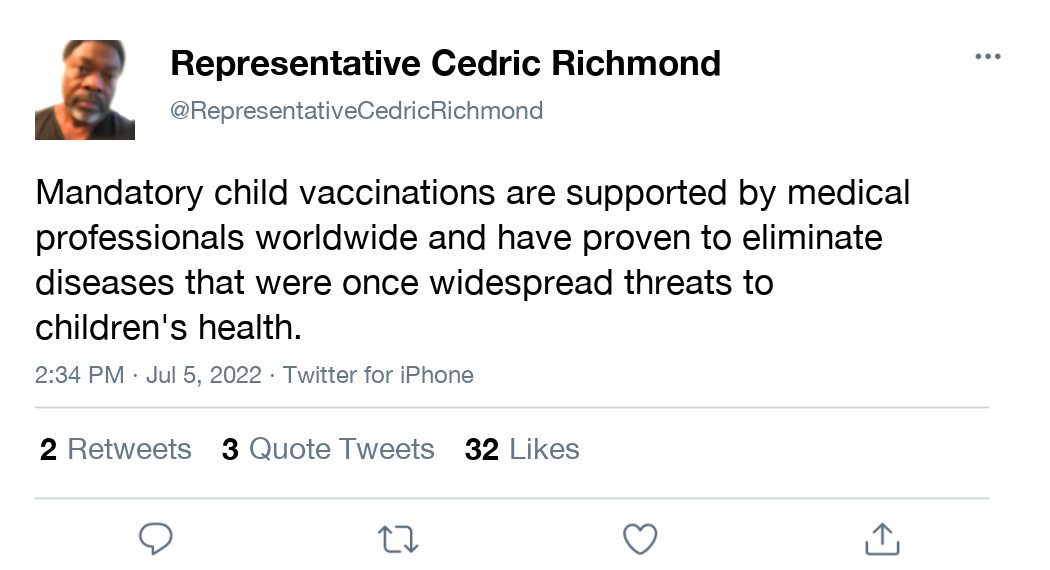 Representative Cedric Richmond
@RepresentativeCedricRichmond
Mandatory child vaccinations are supported by medical
professionals worldwide and have proven to eliminate
diseases that were once widespread threats to
children's health.
2:34 PM · Jul 5, 2022 · Twitter for iPhone
2 Retweets 3 Quote Tweets 32 Likes